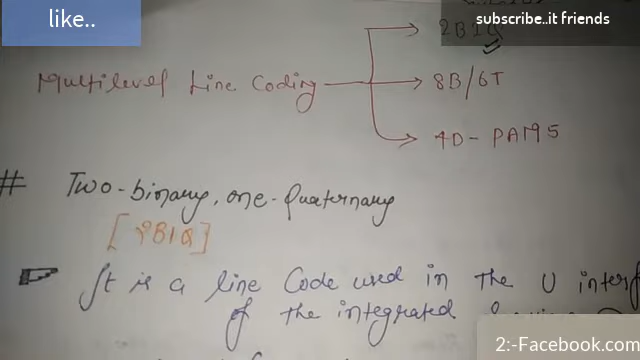 like..
subscribe..it friends
2B1Q
Multilevel Line Coding
8B/6T
4D-PAM5
# Two-binary, one-Quaternary
[2B1Q]
It is a line Code used in the U
of the integrated
2:-Facebook.com